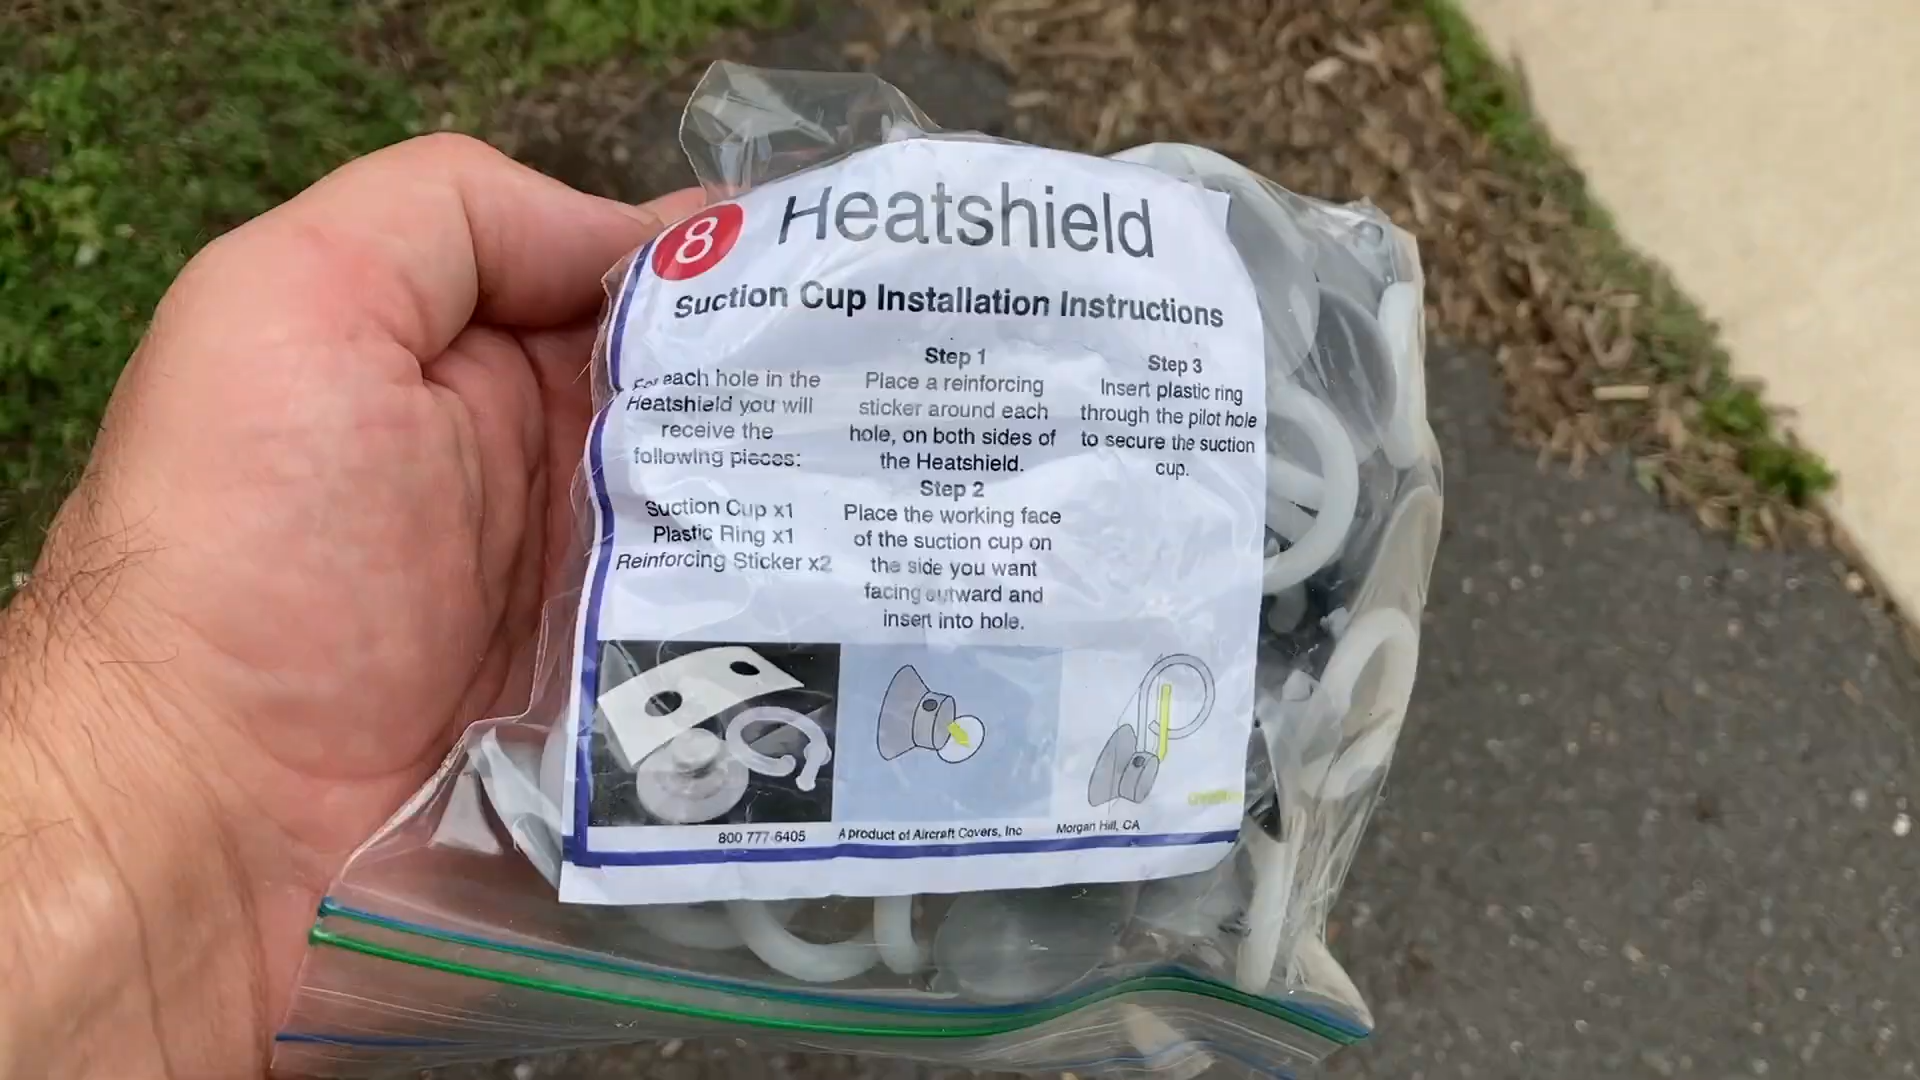 8 Heatshield
Suction Cup Installation Instructions
For each hole in the
Heatshield you will
receive the
following pieces:
Suction Cup x1
Plastic Ring x1
Reinforcing Sticker x2
Step 1
Place a reinforcing
sticker around each
hole, on both sides of
the Heatshield.
Step 2
Place the working face
of the suction cup on
the side you want
facing outward and
insert into hole.
Step 3
Insert plastic ring
through the pilot hole
to secure the suction
cup.
800 777-6405 A product of Aircraft Covers, Inc Morgan Hill, CA